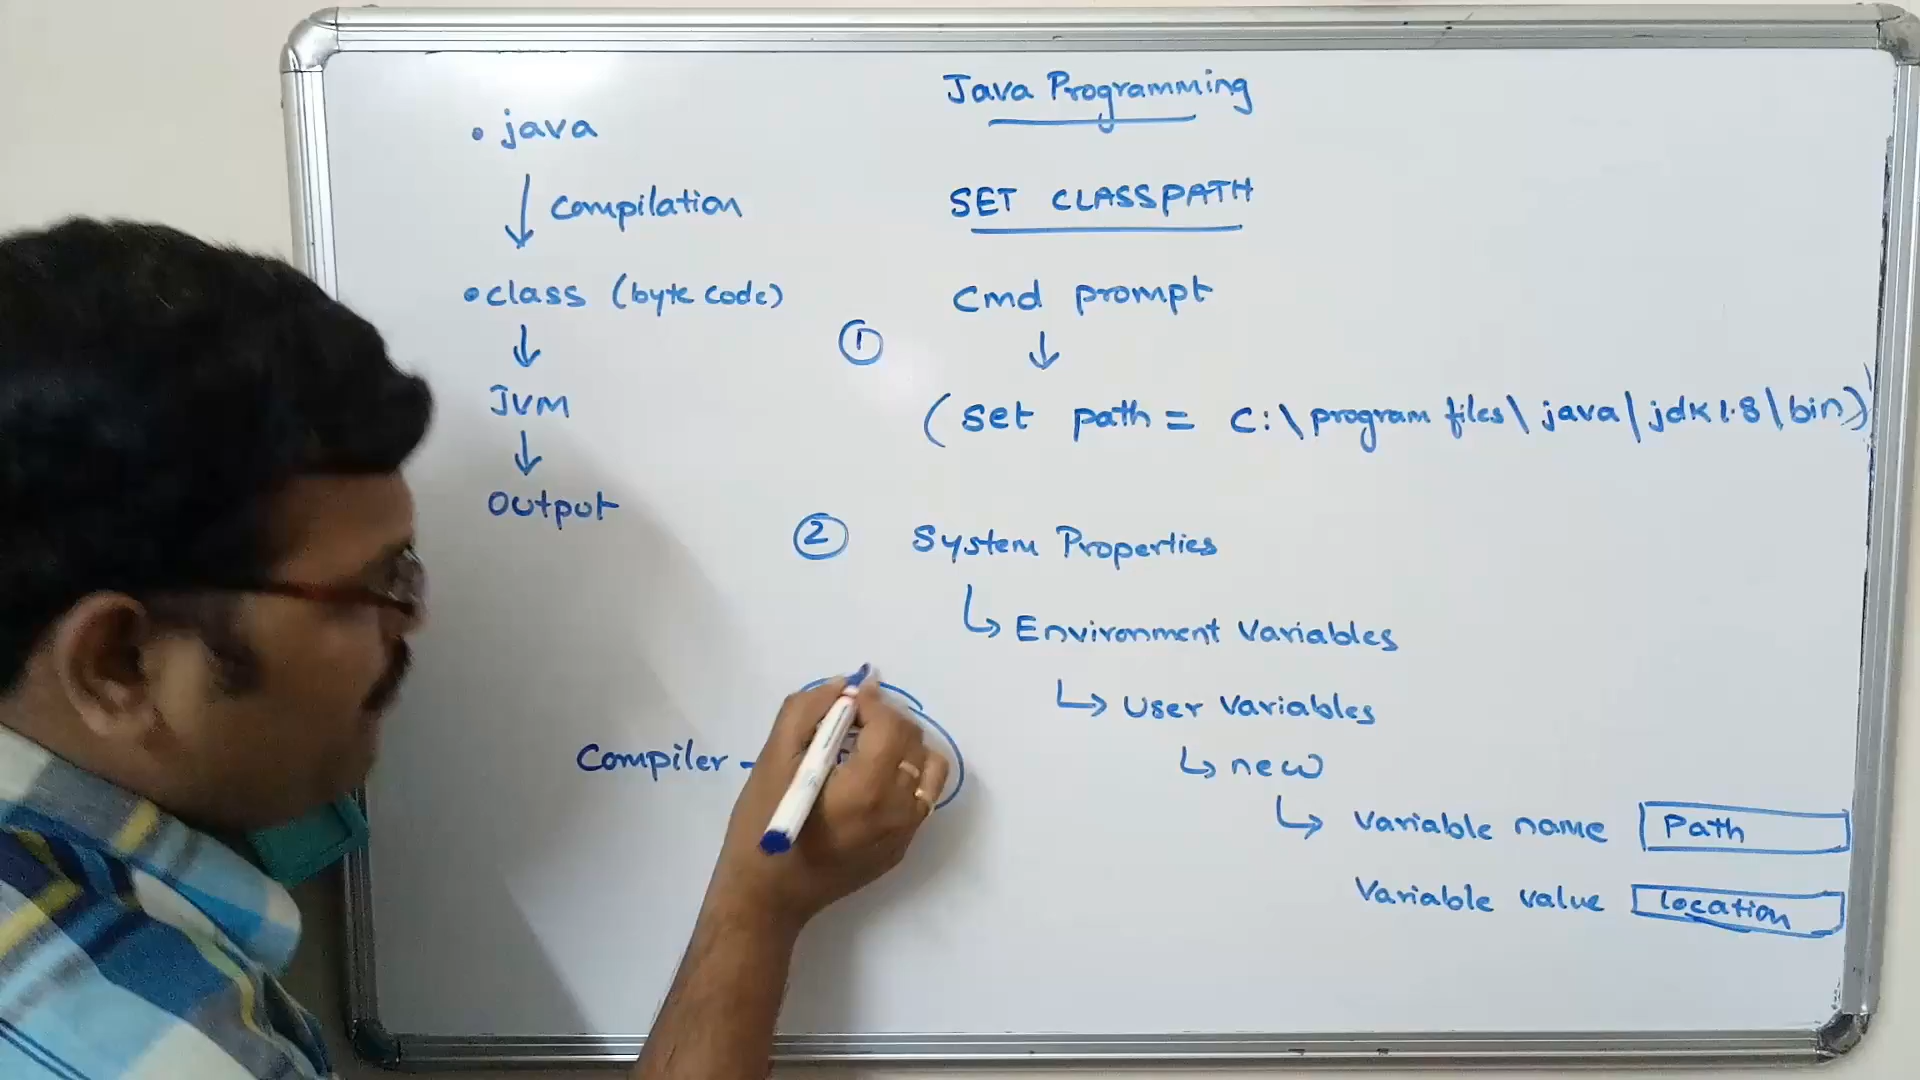 Java Programming
SET CLASSPATH
• java
↓ Compilation
• class (byte code)
↓
JVM
↓
Output
Cmd prompt
①
↓
(Set path = C:\program files\java\jdk1.8\bin)
② System Properties
↳ Environment Variables
↳ User Variables
↳ new
↳ Variable name Path
Variable value location
Compiler -